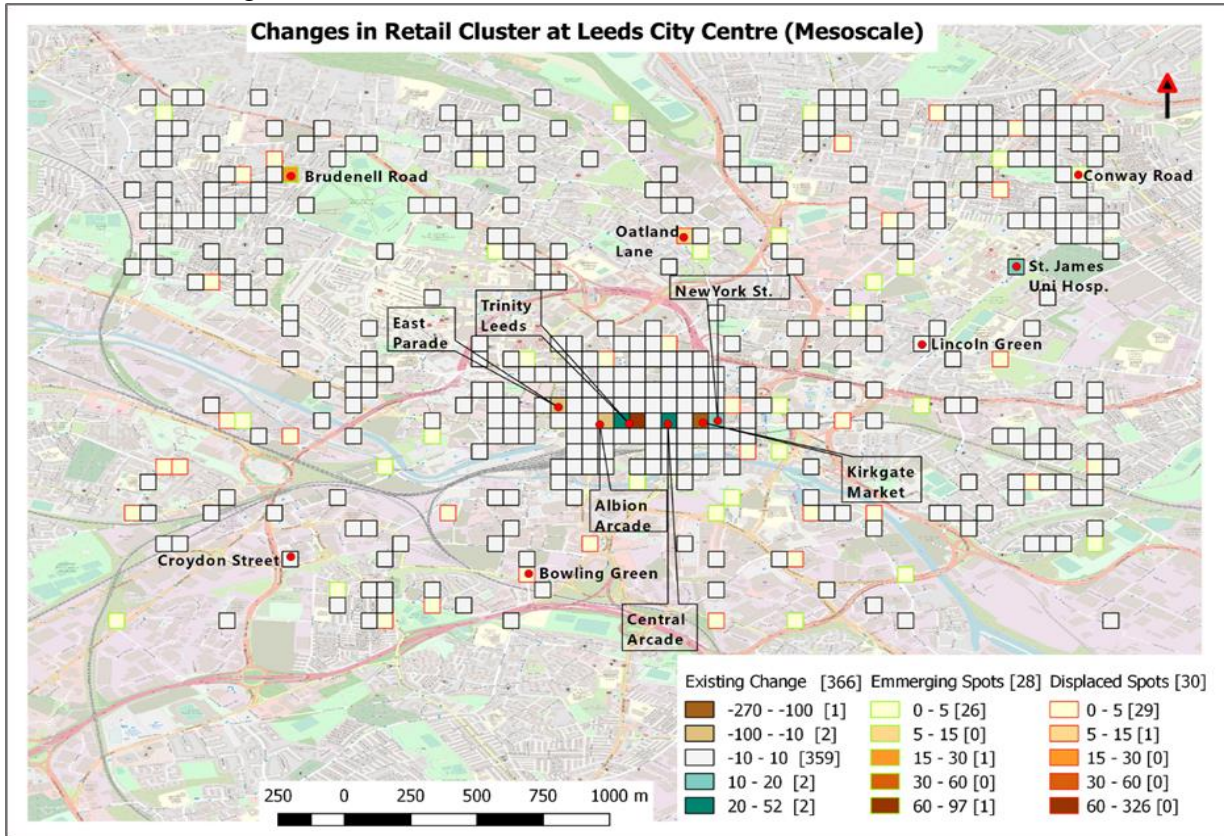 Changes in Retail Cluster at Leeds City Centre (Mesoscale)
Brudenell Road
Conway Road
Oatland
Lane
St. James
Uni Hosp.
NewYork St.
Trinity
Leeds
East
Parade
Lincoln Green
Kirkgate
Market
Albion
Arcade
Croydon Street
Bowling Green
Central
Arcade
Existing Change [366]
-270 - -100 [1]
-100 - -10 [2]
-10 - 10 [359]
10 - 20 [2]
20 - 52 [2]
Emmerging Spots [28]
0 - 5 [26]
5 - 15 [0]
15 - 30 [1]
30 - 60 [0]
60 - 97 [1]
Displaced Spots [30]
0 - 5 [29]
5 - 15 [1]
15 - 30 [0]
30 - 60 [0]
60 - 326 [0]
250 0 250 500 750 1000 m